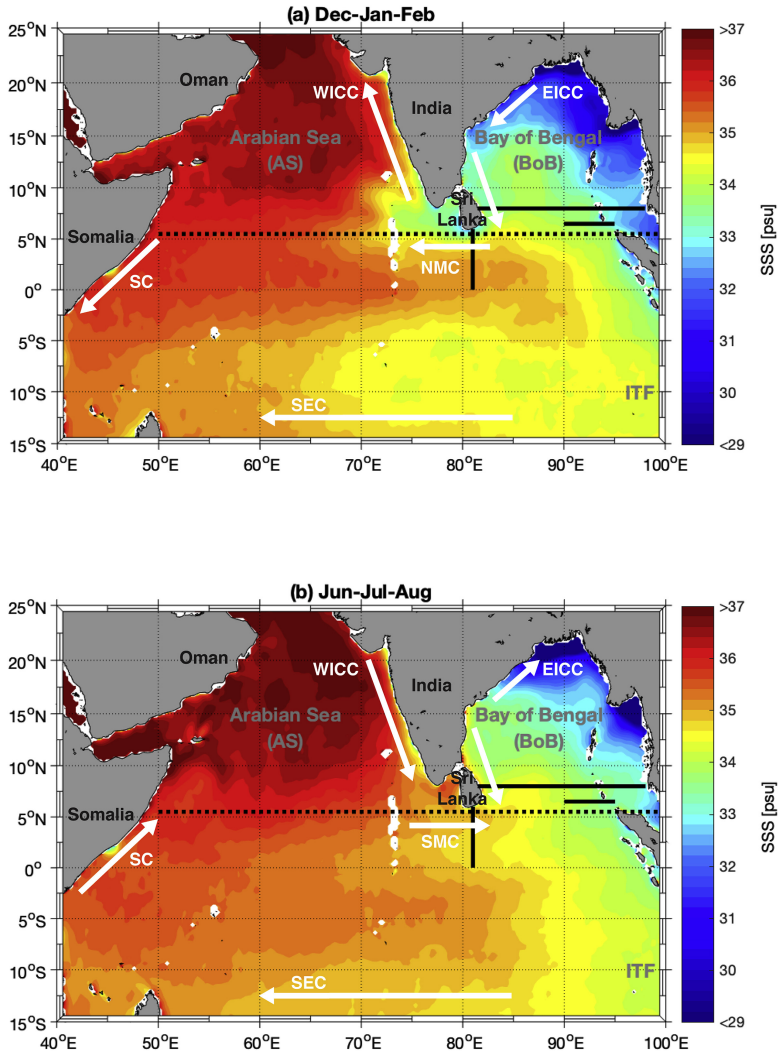 (a) Dec-Jan-Feb
25°N
20°N
15°N
10°N
5°N
0°
5°S
10°S
15°S
Oman
WICC
India
EICC
Arabian Sea
(AS)
Bay of Bengal
(BoB)
Sri
Lanka
Somalia
SC
NMC
ITF
SEC
40°E
50°E
60°E
70°E
80°E
90°E
100°E
>37
36
35
34
33
32
31
30
<29
SSS [psu]
(b) Jun-Jul-Aug
25°N
20°N
15°N
10°N
5°N
0°
5°S
10°S
15°S
Oman
WICC
India
EICC
Arabian Sea
(AS)
Bay of Bengal
(BoB)
Sri
Lanka
Somalia
SC
SMC
ITF
SEC
40°E
50°E
60°E
70°E
80°E
90°E
100°E
>37
36
35
34
33
32
31
30
<29
SSS [psu]